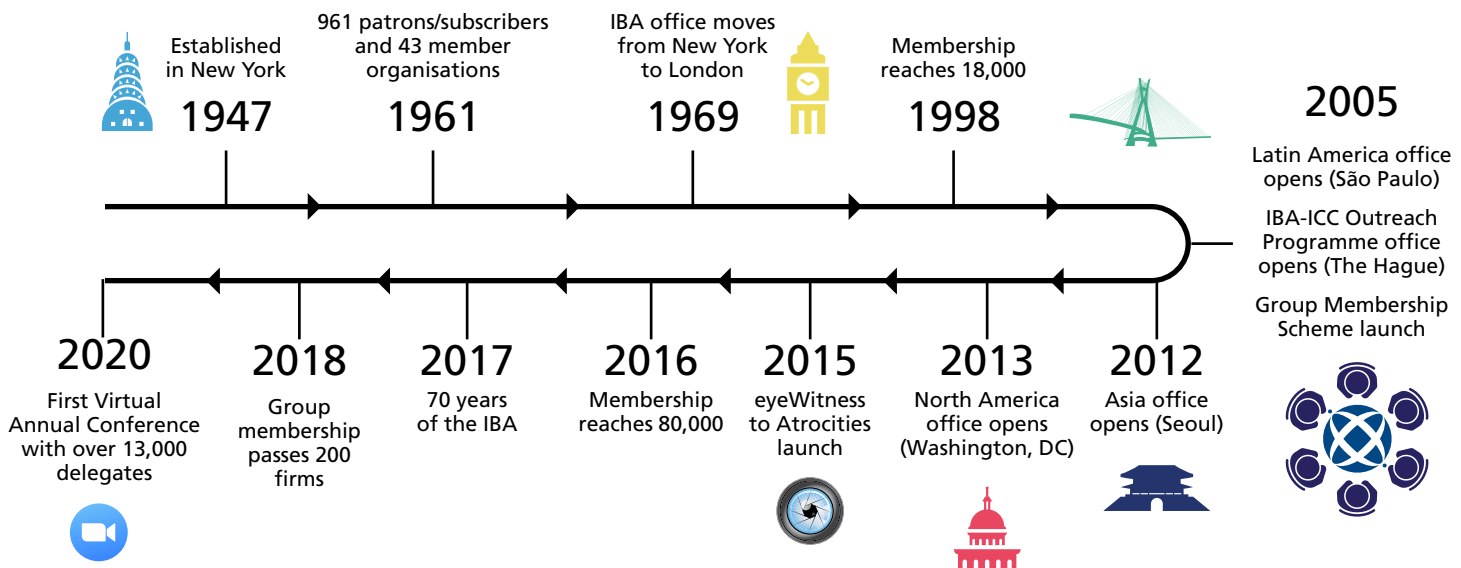 Established
in New York
1947
961 patrons/subscribers
and 43 member
organisations
1961
IBA office moves
from New York
to London
1969
Membership
reaches 18,000
1998
2005
Latin America office
opens (São Paulo)
IBA-ICC Outreach
Programme office
opens (The Hague)
Group Membership
Scheme launch
2012
Asia office
opens (Seoul)
2013
North America
office opens
(Washington, DC)
2015
eyeWitness
to Atrocities
launch
2016
Membership
reaches 80,000
2017
70 years
of the IBA
2018
Group
membership
passes 200
firms
2020
First Virtual
Annual Conference
with over 13,000
delegates